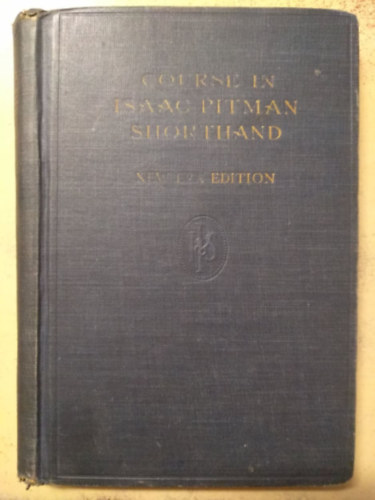 COURSE IN
ISAAC PITMAN
SHORTHAND
NEW ERA EDITION